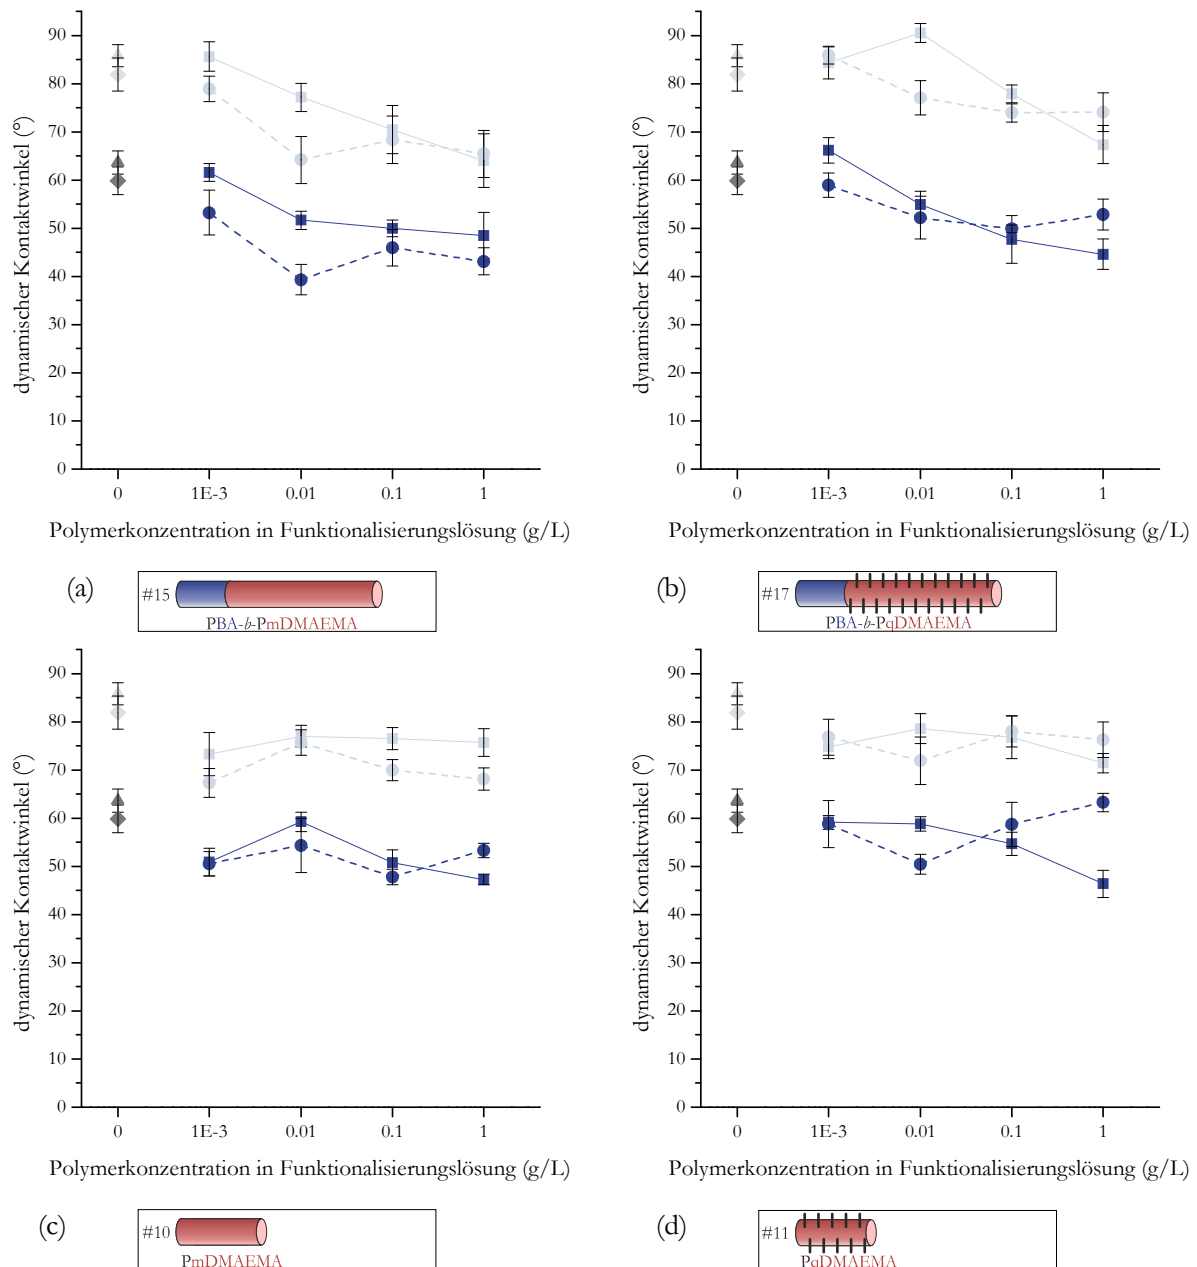 90
80
70
60
50
40
30
20
10
0
dynamischer Kontaktwinkel (°)
0 1E-3 0.01 0.1 1
Polymerkonzentration in Funktionalisierungslösung (g/L)
(a)
#15
PBA-b-PmDMAEMA
90
80
70
60
50
40
30
20
10
0
dynamischer Kontaktwinkel (°)
0 1E-3 0.01 0.1 1
Polymerkonzentration in Funktionalisierungslösung (g/L)
(b)
#17
PBA-b-PqDMAEMA
90
80
70
60
50
40
30
20
10
0
dynamischer Kontaktwinkel (°)
0 1E-3 0.01 0.1 1
Polymerkonzentration in Funktionalisierungslösung (g/L)
(c)
#10
PmDMAEMA
90
80
70
60
50
40
30
20
10
0
dynamischer Kontaktwinkel (°)
0 1E-3 0.01 0.1 1
Polymerkonzentration in Funktionalisierungslösung (g/L)
(d)
#11
PqDMAEMA